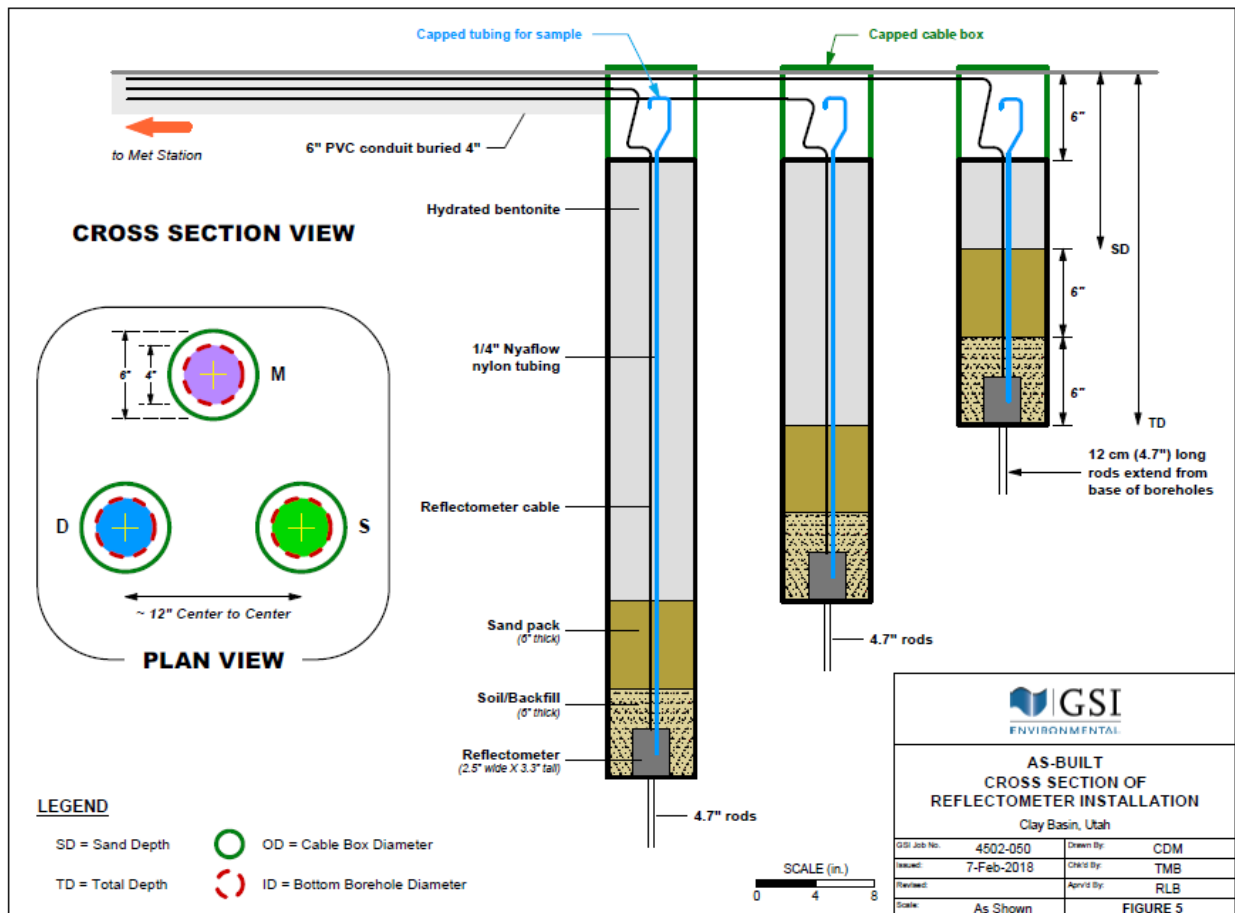 Capped tubing for sample
Capped cable box
6"
to Met Station
6" PVC conduit buried 4"
Hydrated bentonite
CROSS SECTION VIEW
SD
6"
1/4" Nyaflow
nylon tubing
6"
4"
M
6"
TD
12 cm (4.7") long
rods extend from
base of boreholes
Reflectometer cable
D
S
~ 12" Center to Center
PLAN VIEW
Sand pack
(6" thick)
4.7" rods
Soil/Backfill
(6" thick)
Reflectometer
(2.5" wide X 3.3" tall)
4.7" rods
LEGEND
SD = Sand Depth
OD = Cable Box Diameter
TD = Total Depth
ID = Bottom Borehole Diameter
SCALE (in.)
0 4 8
GSI
ENVIRONMENTAL
AS-BUILT
CROSS SECTION OF
REFLECTOMETER INSTALLATION
Clay Basin, Utah
GSI Job No. 4502-050 Drawn By: CDM
Issued: 7-Feb-2018 Chk'd By: TMB
Revised: Aprv'd By: RLB
Scale: As Shown FIGURE 5